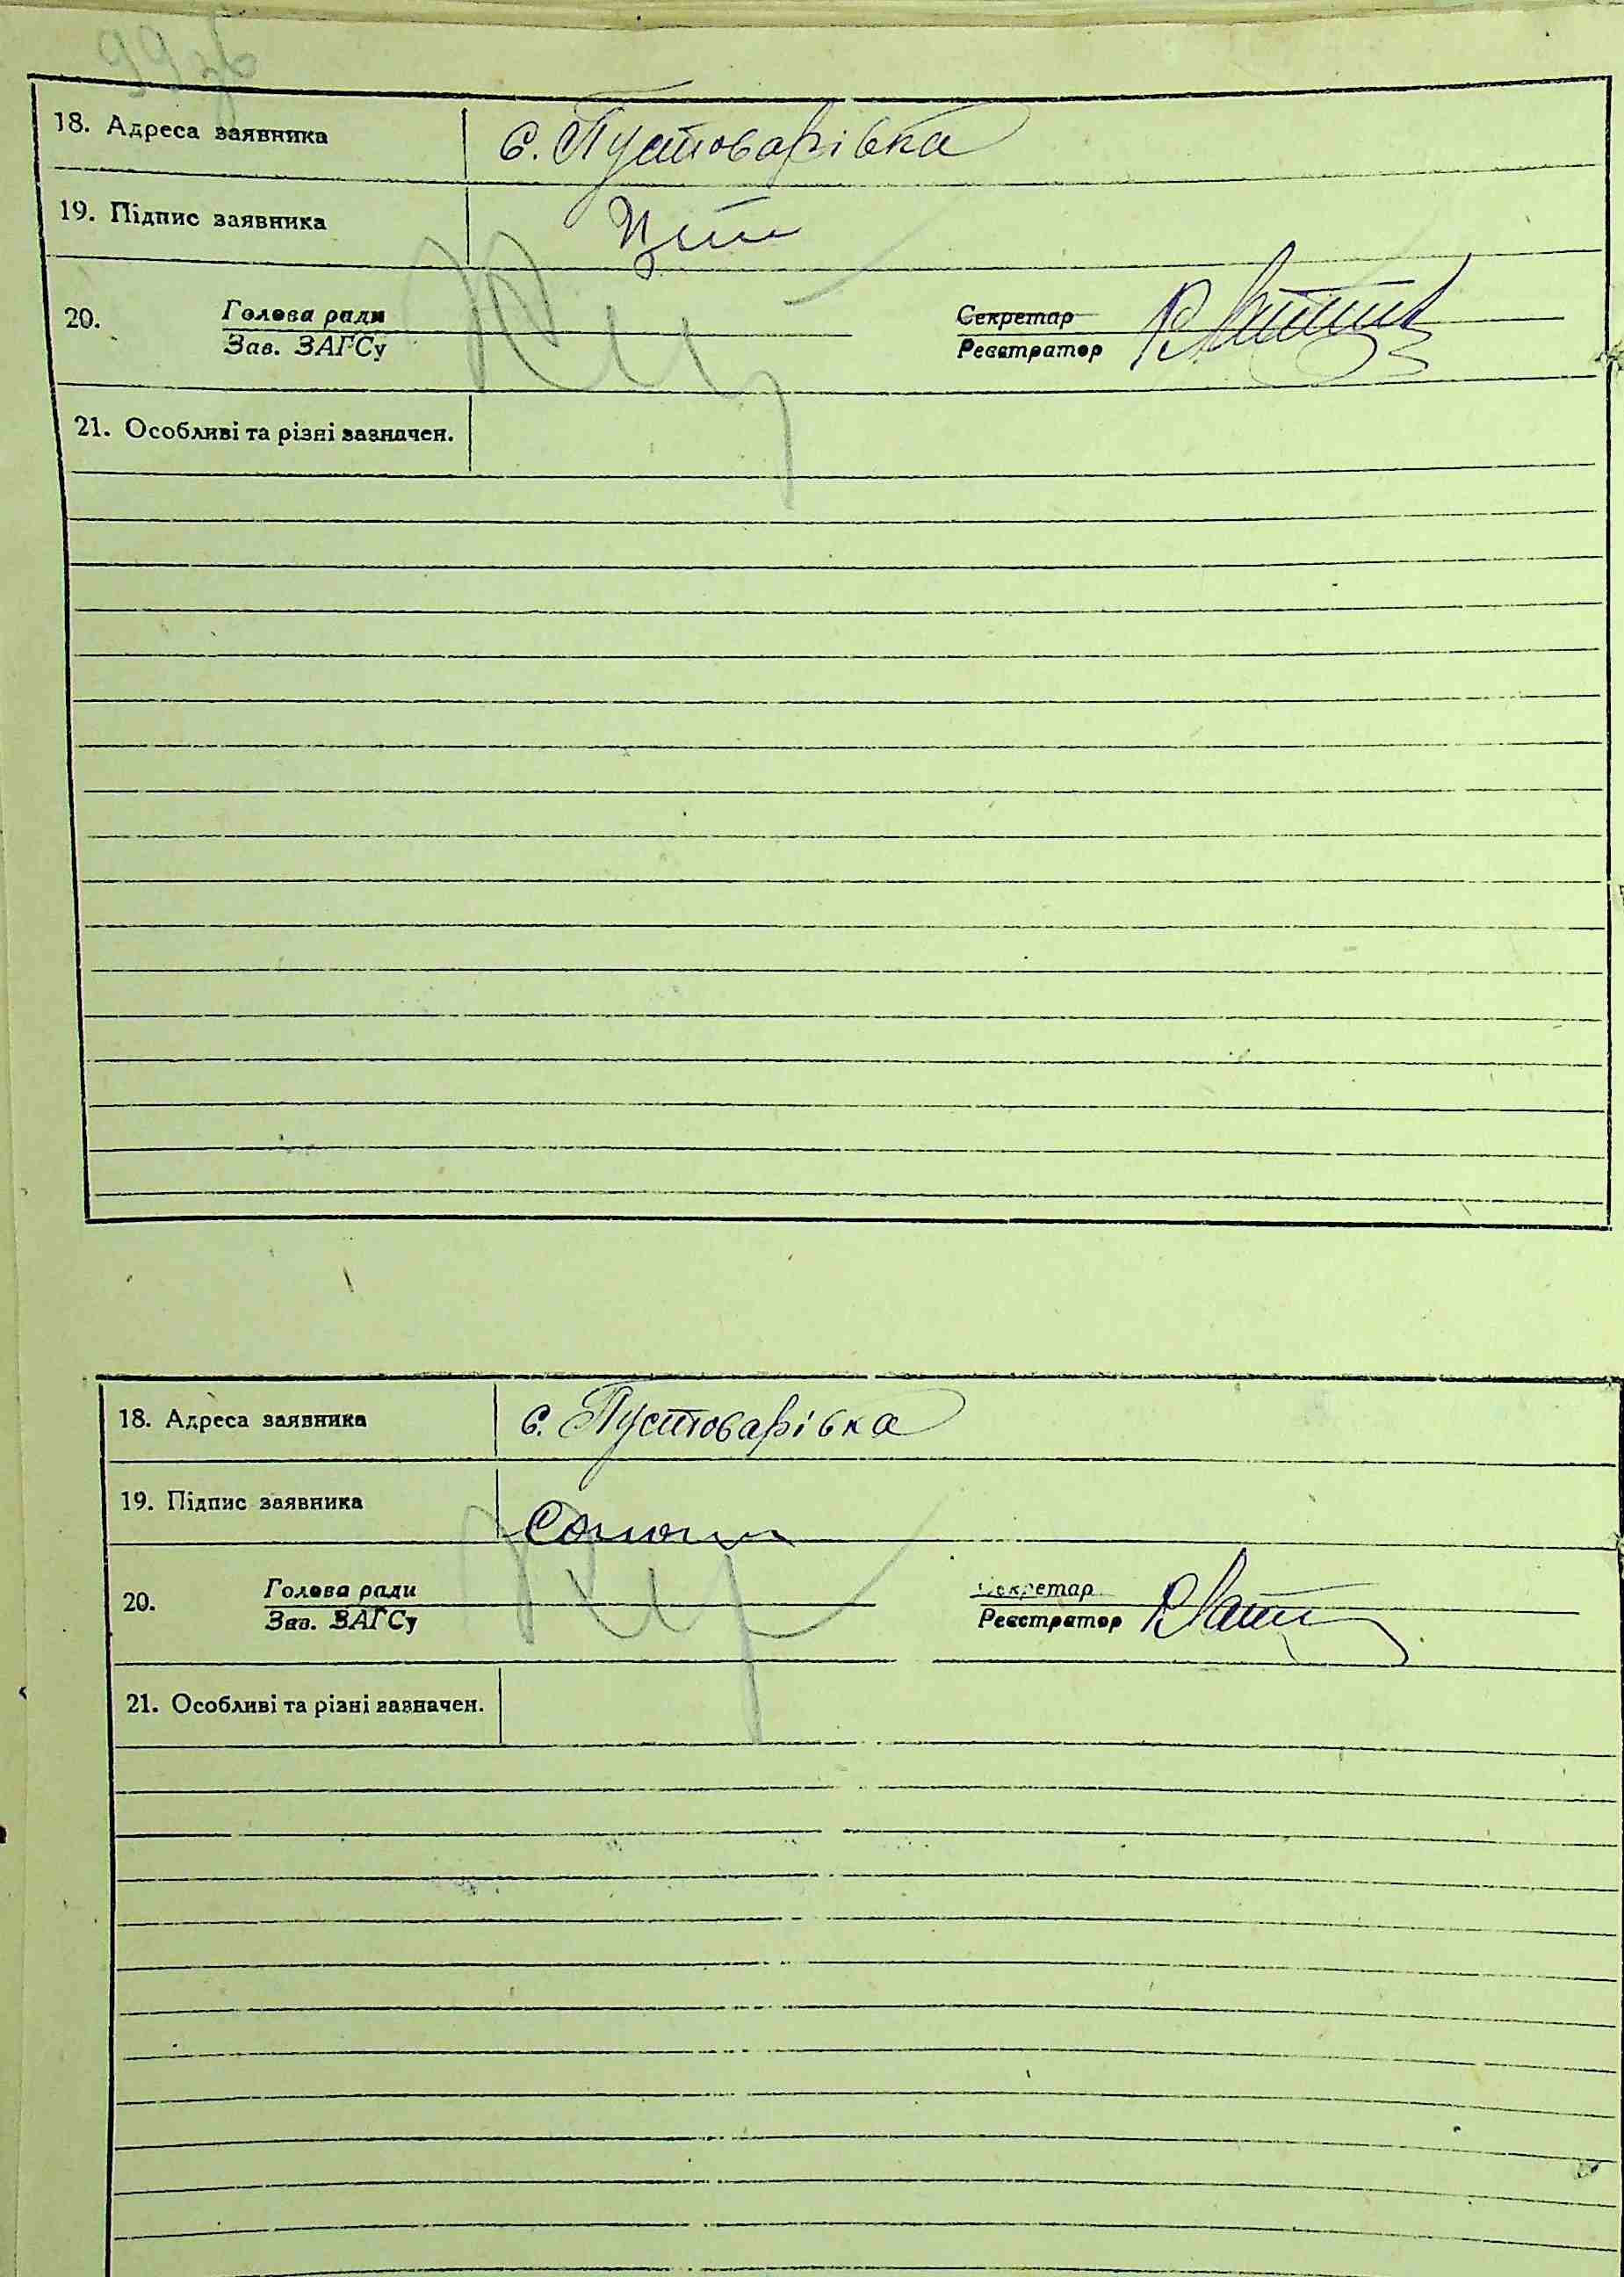 99зв
18. Адреса заявника с. Пустоварівка
19. Підпис заявника
20. Голова ради Секретар
Зав. ЗАГСу Реєстратор
21. Особливі та різні зазначен.
18. Адреса заявника с. Пустоварівка
19. Підпис заявника
20. Голова ради Секретар
Зав. ЗАГСу Реєстратор
21. Особливі та різні зазначен.